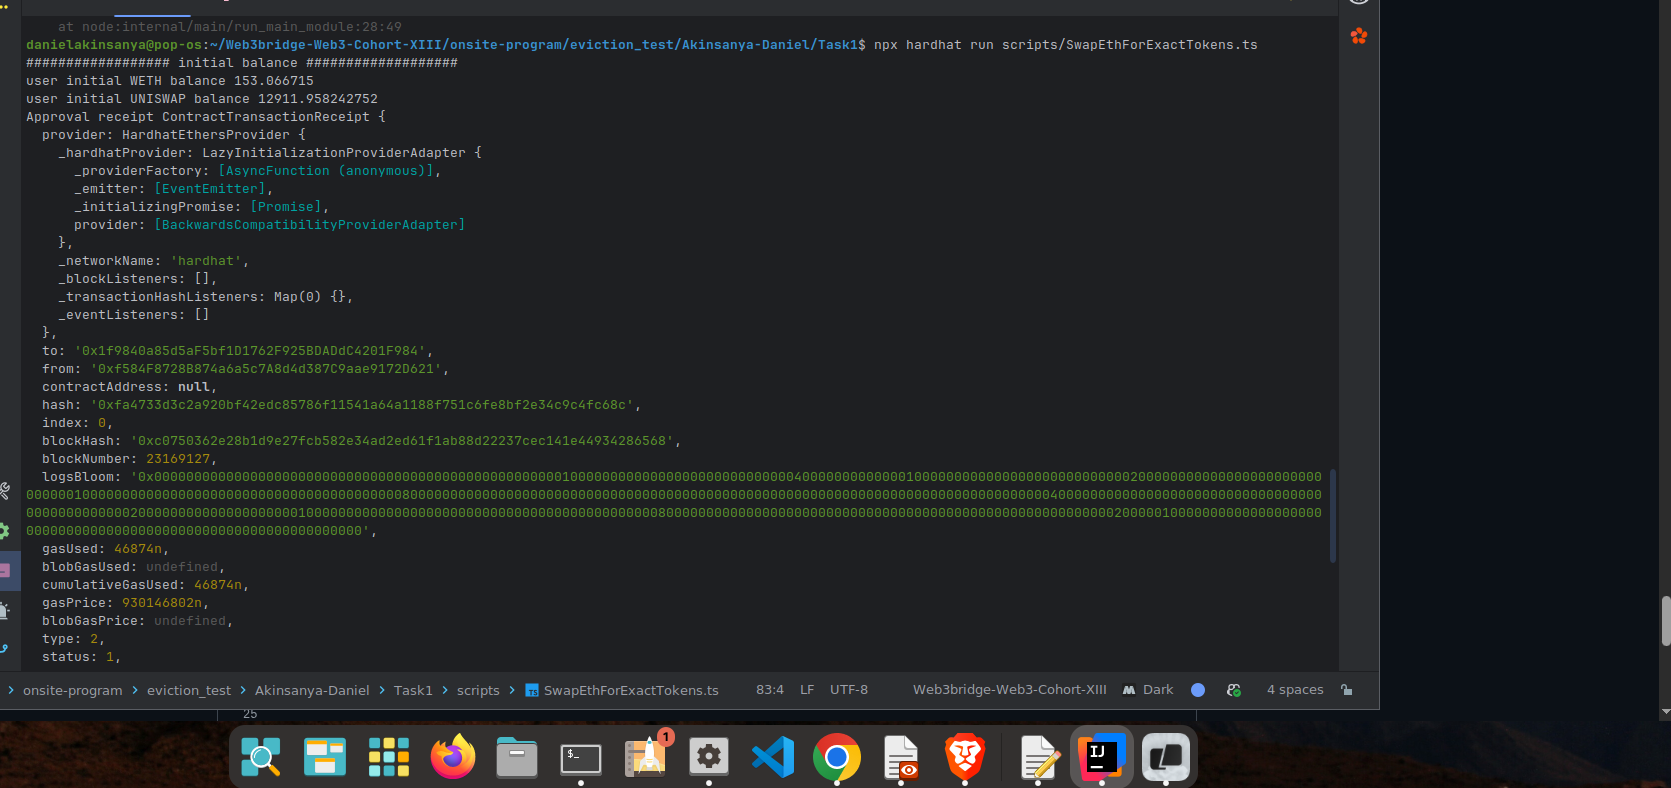 at node:internal/main/run_main_module:28:49
danielakinsanya@pop-os:~/Web3bridge-Web3-Cohort-XIII/onsite-program/eviction_test/Akinsanya-Daniel/Task1$ npx hardhat run scripts/SwapEthForExactTokens.ts
################## initial balance ###################
user initial WETH balance 153.066715
user initial UNISWAP balance 12911.958242752
Approval receipt ContractTransactionReceipt {
provider: HardhatEthersProvider {
_hardhatProvider: LazyInitializationProviderAdapter {
_providerFactory: [AsyncFunction (anonymous)],
_emitter: [EventEmitter],
_initializingPromise: [Promise],
provider: [BackwardsCompatibilityProviderAdapter]
},
_networkName: 'hardhat',
_blockListeners: [],
_transactionHashListeners: Map(0) {},
_eventListeners: []
},
to: '0x1f9840a85d5aF5bf1D1762F925BDADdC4201F984',
from: '0xf584F8728B874a6a5c7A8d4d387C9aae9172D621',
contractAddress: null,
hash: '0xfa4733d3c2a920bf42edc85786f11541a64a1188f751c6fe8bf2e34c9c4fc68c',
index: 0,
blockHash: '0xc0750362e28b1d9e27fcb582e34ad2ed61f1ab88d22237cec141e44934286568',
blockNumber: 23169127,
logsBloom:
gasUsed: 46874n,
blobGasUsed: undefined,
cumulativeGasUsed: 46874n,
gasPrice: 930146802n,
blobGasPrice: undefined,
type: 2,
status: 1,
onsite-program > eviction_test > Akinsanya-Daniel > Task1 > scripts > TS SwapEthForExactTokens.ts 83:4 LF UTF-8 Web3bridge-Web3-Cohort-XIII Dark 4 spaces
25
1
$_
IJ